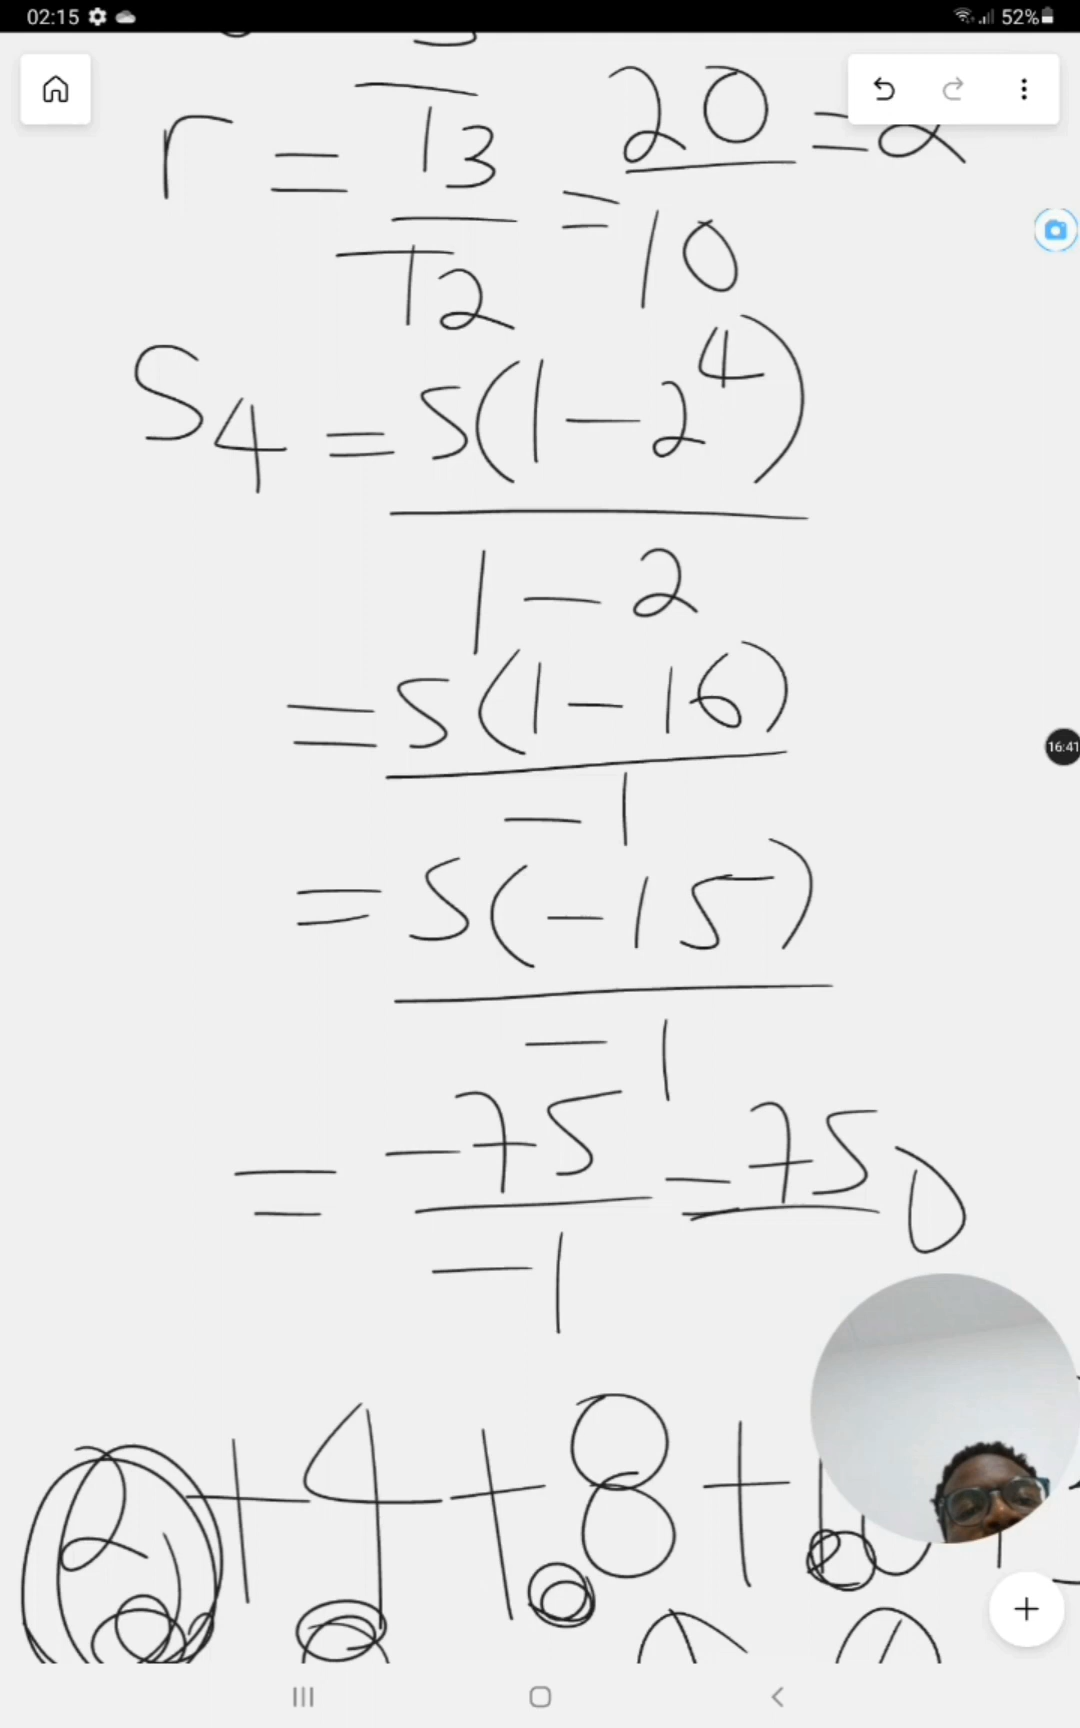 02:15 52%
r = T3 = 20 = 2
T2 10
S4 = 5(1-2^4)
1-2
= 5(1-16)
-1
16:41
= 5(-15)
-1
= -75 = 75
-1
2 + 4 + 8 +